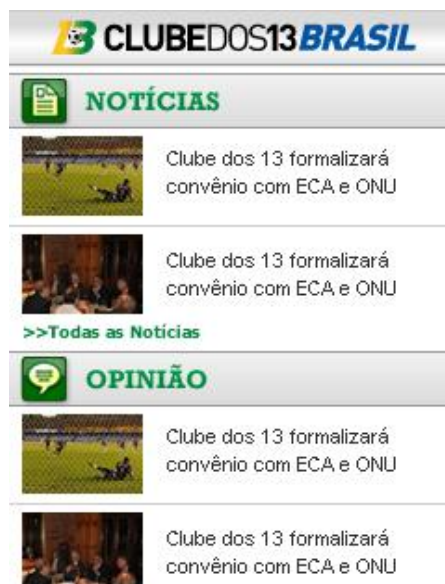 13 CLUBEDOS13BRASIL
NOTÍCIAS
Clube dos 13 formalizará
convênio com ECA e ONU
Clube dos 13 formalizará
convênio com ECA e ONU
>>Todas as Notícias
OPINIÃO
Clube dos 13 formalizará
convênio com ECA e ONU
Clube dos 13 formalizará
convênio com ECA e ONU